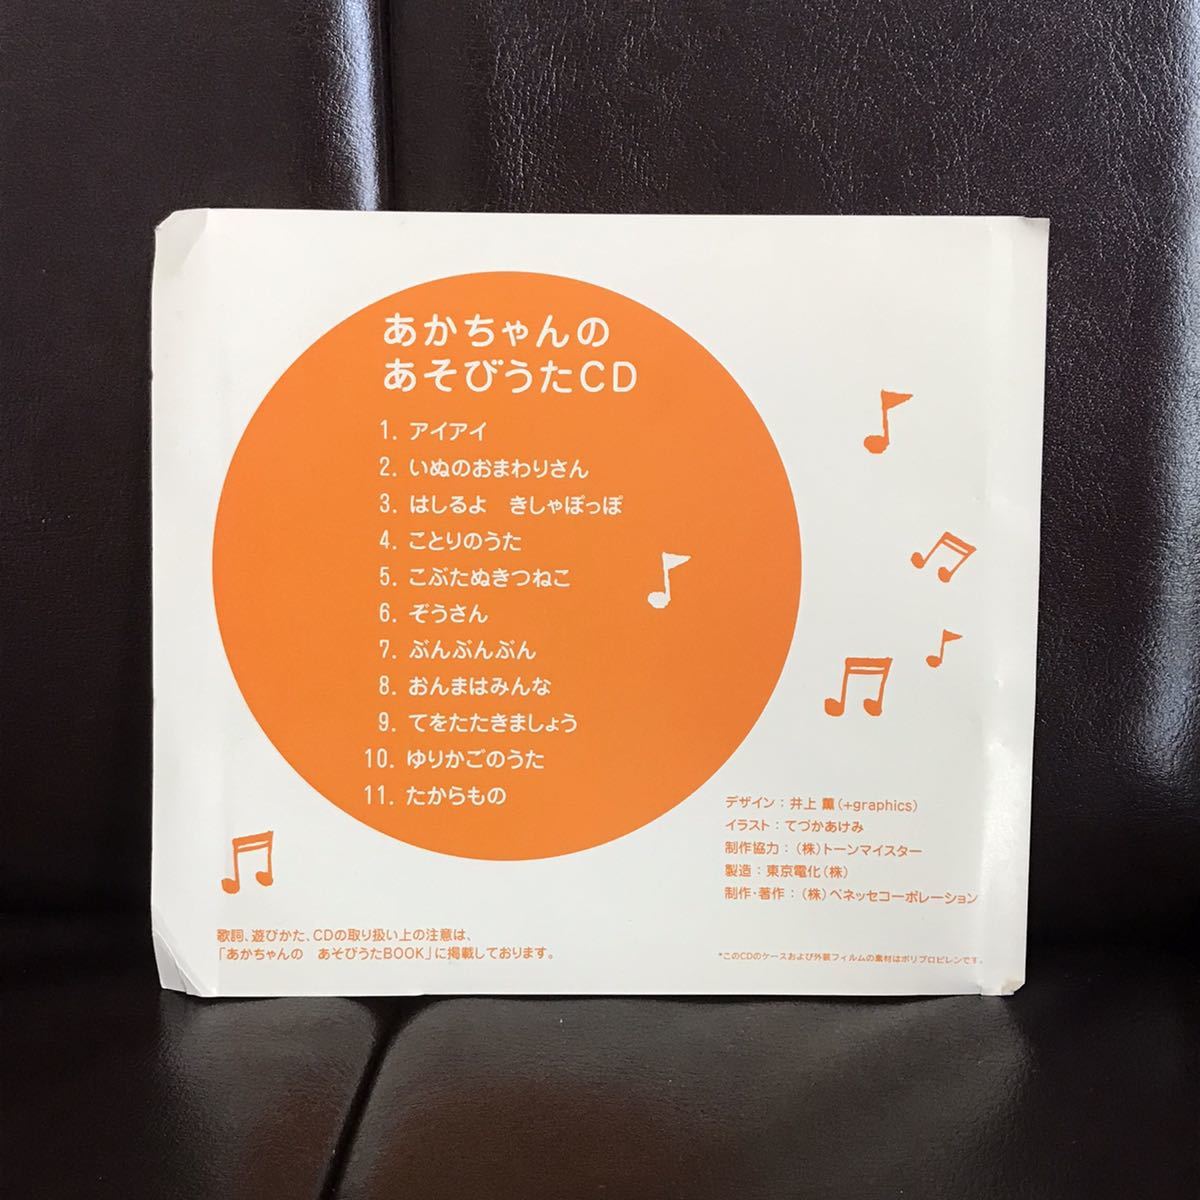 あかちゃんの
あそびうたCD
1. アイアイ
2. いぬのおまわりさん
3. はしるよ　きしゃぽっぽ
4. ことりのうた
5. こぶたぬきつねこ
6. ぞうさん
7. ぶんぶんぶん
8. おんまはみんな
9. てをたたきましょう
10. ゆりかごのうた
11. たからもの
デザイン：井上 薫（+graphics）
イラスト：てづかあけみ
制作協力：（株）トーンマイスター
製造：東京電化（株）
制作・著作：（株）ベネッセコーポレーション
歌詞、遊びかた、CDの取り扱い上の注意は、
「あかちゃんの　あそびうたBOOK」に掲載しております。
*このCDのケースおよび外装フィルムの素材はポリプロピレンです。